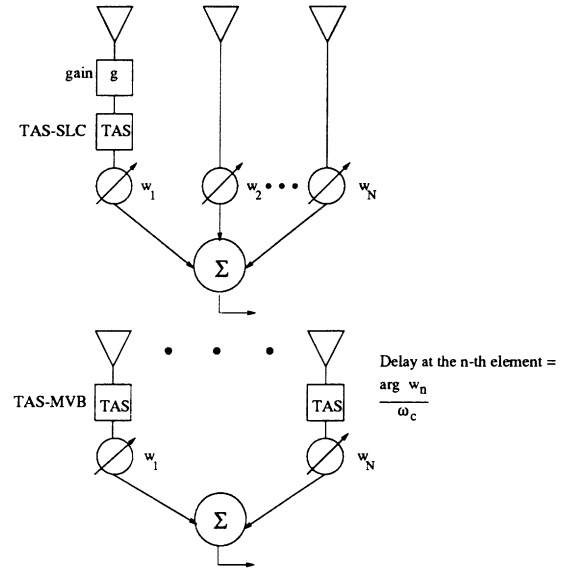 gain g
TAS-SLC TAS
w1 w2 wN
Σ
Delay at the n-th element =
arg wn
ωc
TAS-MVB TAS TAS
w1 wN
Σ